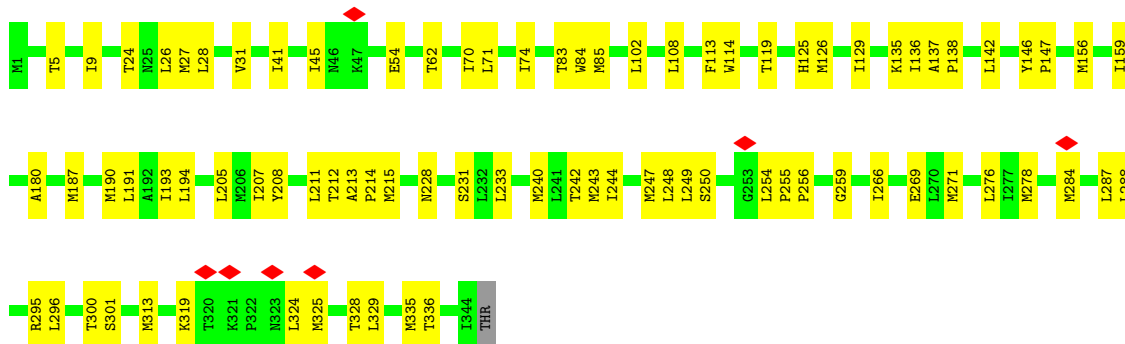 M1 T5 I9 T24 N25 L26 M27 L28 V31 I41 I45 N46 K47 E54 T62 I70 L71 I74 T83 W84 M85 L102 L108 F113 W114 T119 H125 M126 I129 K135 I136 A137 P138 L142 Y146 P147 M156 I159
A180 M187 M190 L191 A192 I193 L194 L205 M206 I207 Y208 L211 T212 A213 P214 M215 N228 S231 L232 L233 M240 L241 T242 M243 I244 M247 L248 L249 S250 G253 L254 P255 P256 G259 I266 E269 L270 M271 L276 I277 M278 M284 L287
R295 L296 T300 S301 M313 K319 T320 K321 P322 N323 L324 M325 T328 L329 M335 T336 I344 THR